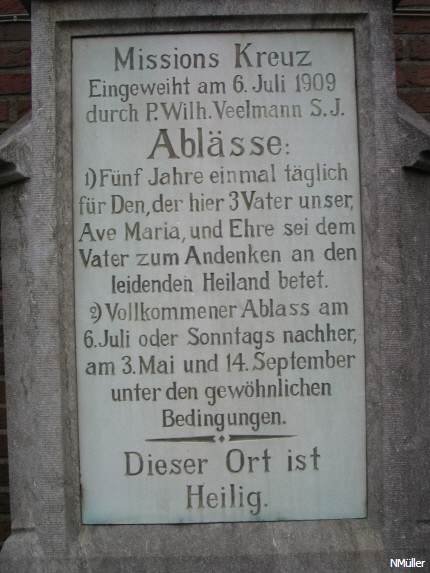 Missions Kreuz
Eingeweiht am 6. Juli 1909
durch P. Wilh. Veelmann S. J.
Ablässe:
1) Fünf Jahre einmal täglich
für Den, der hier 3 Vater unser,
Ave Maria, und Ehre sei dem
Vater zum Andenken an den
leidenden Heiland betet.
2) Vollkommener Ablass am
6. Juli oder Sonntags nachher,
am 3. Mai und 14. September
unter den gewöhnlichen
Bedingungen.
Dieser Ort ist
Heilig.
NMüller